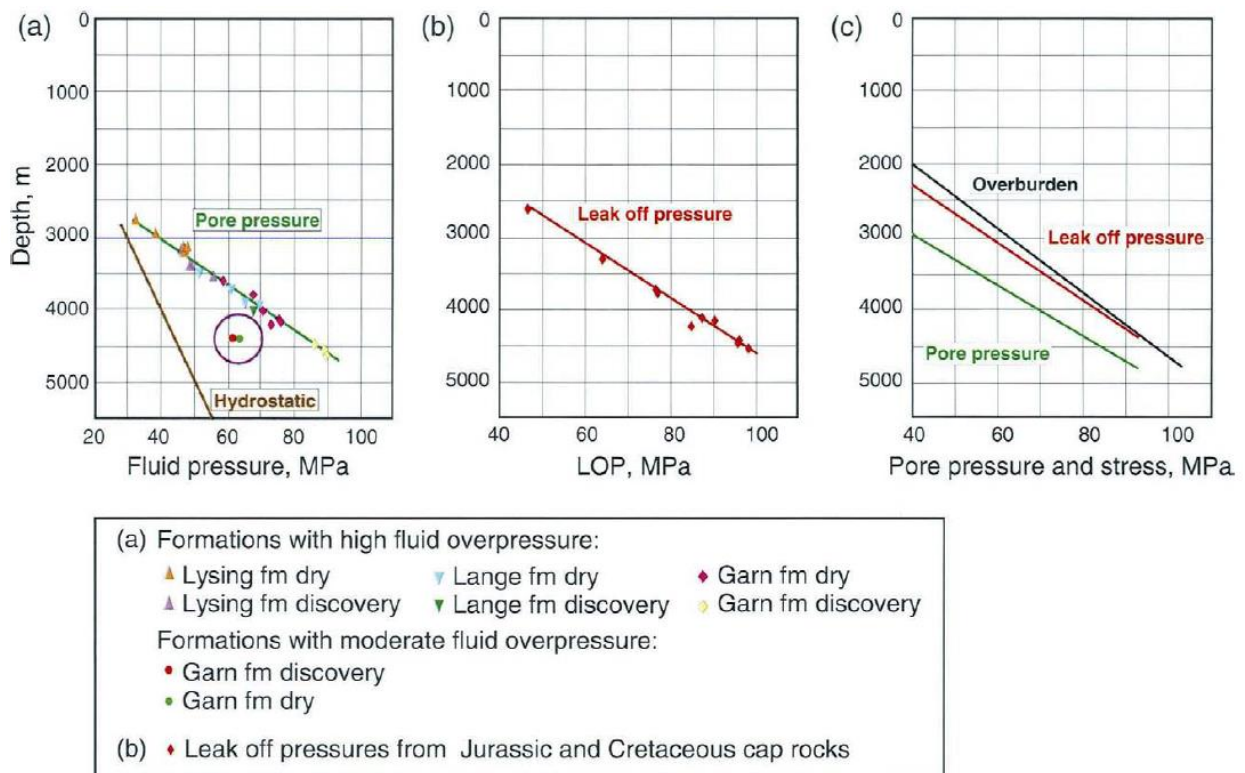 (a)
0
1000
2000
3000
4000
5000
Depth, m
Pore pressure
Hydrostatic
20 40 60 80 100
Fluid pressure, MPa
(b)
0
1000
2000
3000
4000
5000
Leak off pressure
40 60 80 100
LOP, MPa
(c)
0
1000
2000
3000
4000
5000
Overburden
Leak off pressure
Pore pressure
40 60 80 100
Pore pressure and stress, MPa
(a) Formations with high fluid overpressure:
Lysing fm dry Lange fm dry Garn fm dry
Lysing fm discovery Lange fm discovery Garn fm discovery
Formations with moderate fluid overpressure:
Garn fm discovery
Garn fm dry
(b) Leak off pressures from Jurassic and Cretaceous cap rocks